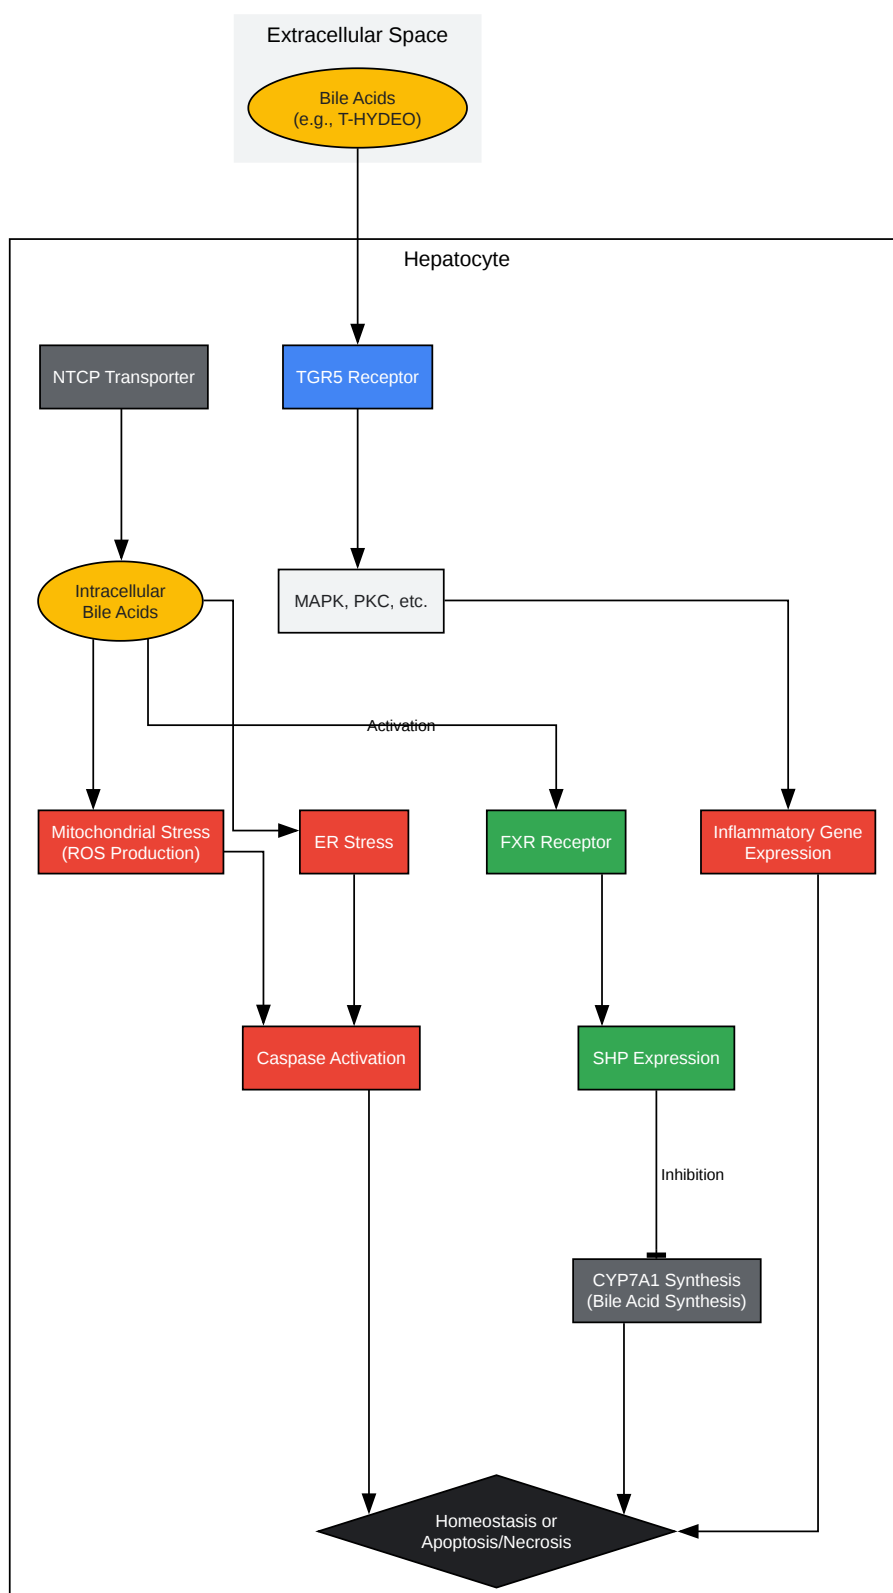 Extracellular Space
Bile Acids
(e.g., T-HYDEO)
Hepatocyte
NTCP Transporter
TGR5 Receptor
Intracellular
Bile Acids
MAPK, PKC, etc.
Activation
Mitochondrial Stress
(ROS Production)
ER Stress
FXR Receptor
Inflammatory Gene
Expression
Caspase Activation
SHP Expression
Inhibition
CYP7A1 Synthesis
(Bile Acid Synthesis)
Homeostasis or
Apoptosis/Necrosis